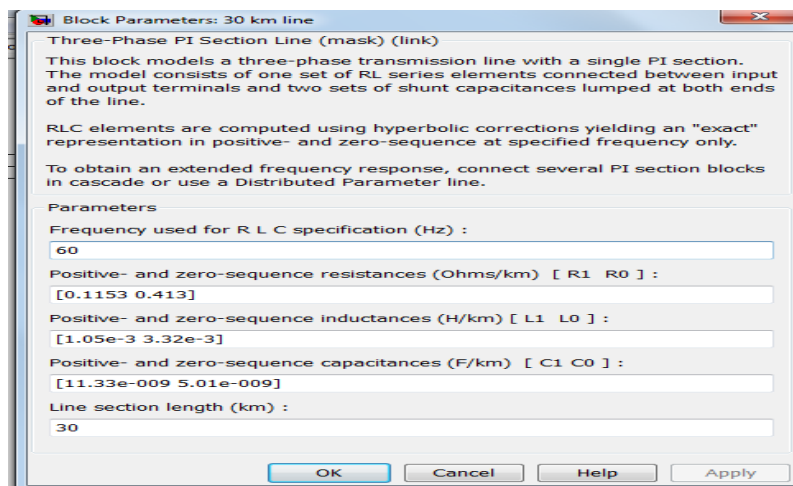 Block Parameters: 30 km line
Three-Phase PI Section Line (mask) (link)
This block models a three-phase transmission line with a single PI section.
The model consists of one set of RL series elements connected between input
and output terminals and two sets of shunt capacitances lumped at both ends
of the line.
RLC elements are computed using hyperbolic corrections yielding an "exact"
representation in positive- and zero-sequence at specified frequency only.
To obtain an extended frequency response, connect several PI section blocks
in cascade or use a Distributed Parameter line.
Parameters
Frequency used for R L C specification (Hz) :
60
Positive- and zero-sequence resistances (Ohms/km) [ R1 R0 ] :
[0.1153 0.413]
Positive- and zero-sequence inductances (H/km) [ L1 L0 ] :
[1.05e-3 3.32e-3]
Positive- and zero-sequence capacitances (F/km) [ C1 C0 ] :
[11.33e-009 5.01e-009]
Line section length (km) :
30
OK Cancel Help Apply